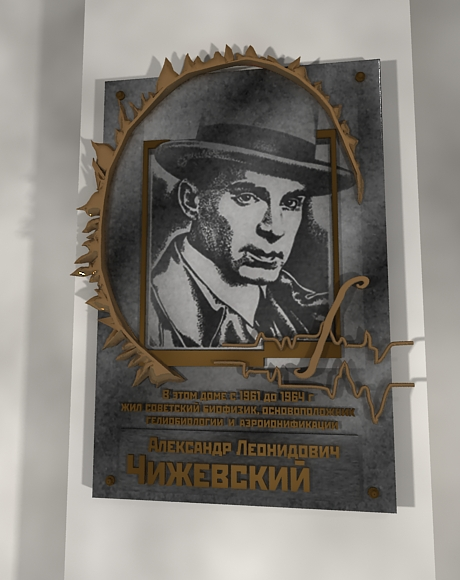 В этом доме с 1961 до 1964 г.
жил советский биофизик, основоположник
гелиобиологии и аэроионификации
Александр Леонидович
Чижевский